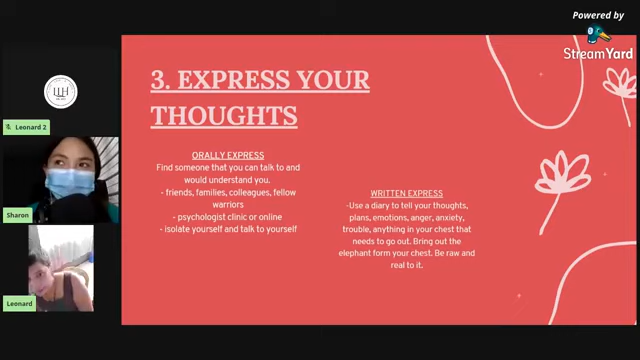 Powered by
StreamYard
3. EXPRESS YOUR
THOUGHTS
ORALLY EXPRESS
Find someone that you can talk to and
would understand you.
- friends, families, colleagues, fellow
warriors
- psychologist clinic or online
- isolate yourself and talk to yourself
WRITTEN EXPRESS
-Use a diary to tell your thoughts,
plans, emotions, anger, anxiety,
trouble, anything in your chest that
needs to go out. Bring out the
elephant form your chest. Be raw and
real to it.
Leonard 2
Sharon
Leonard